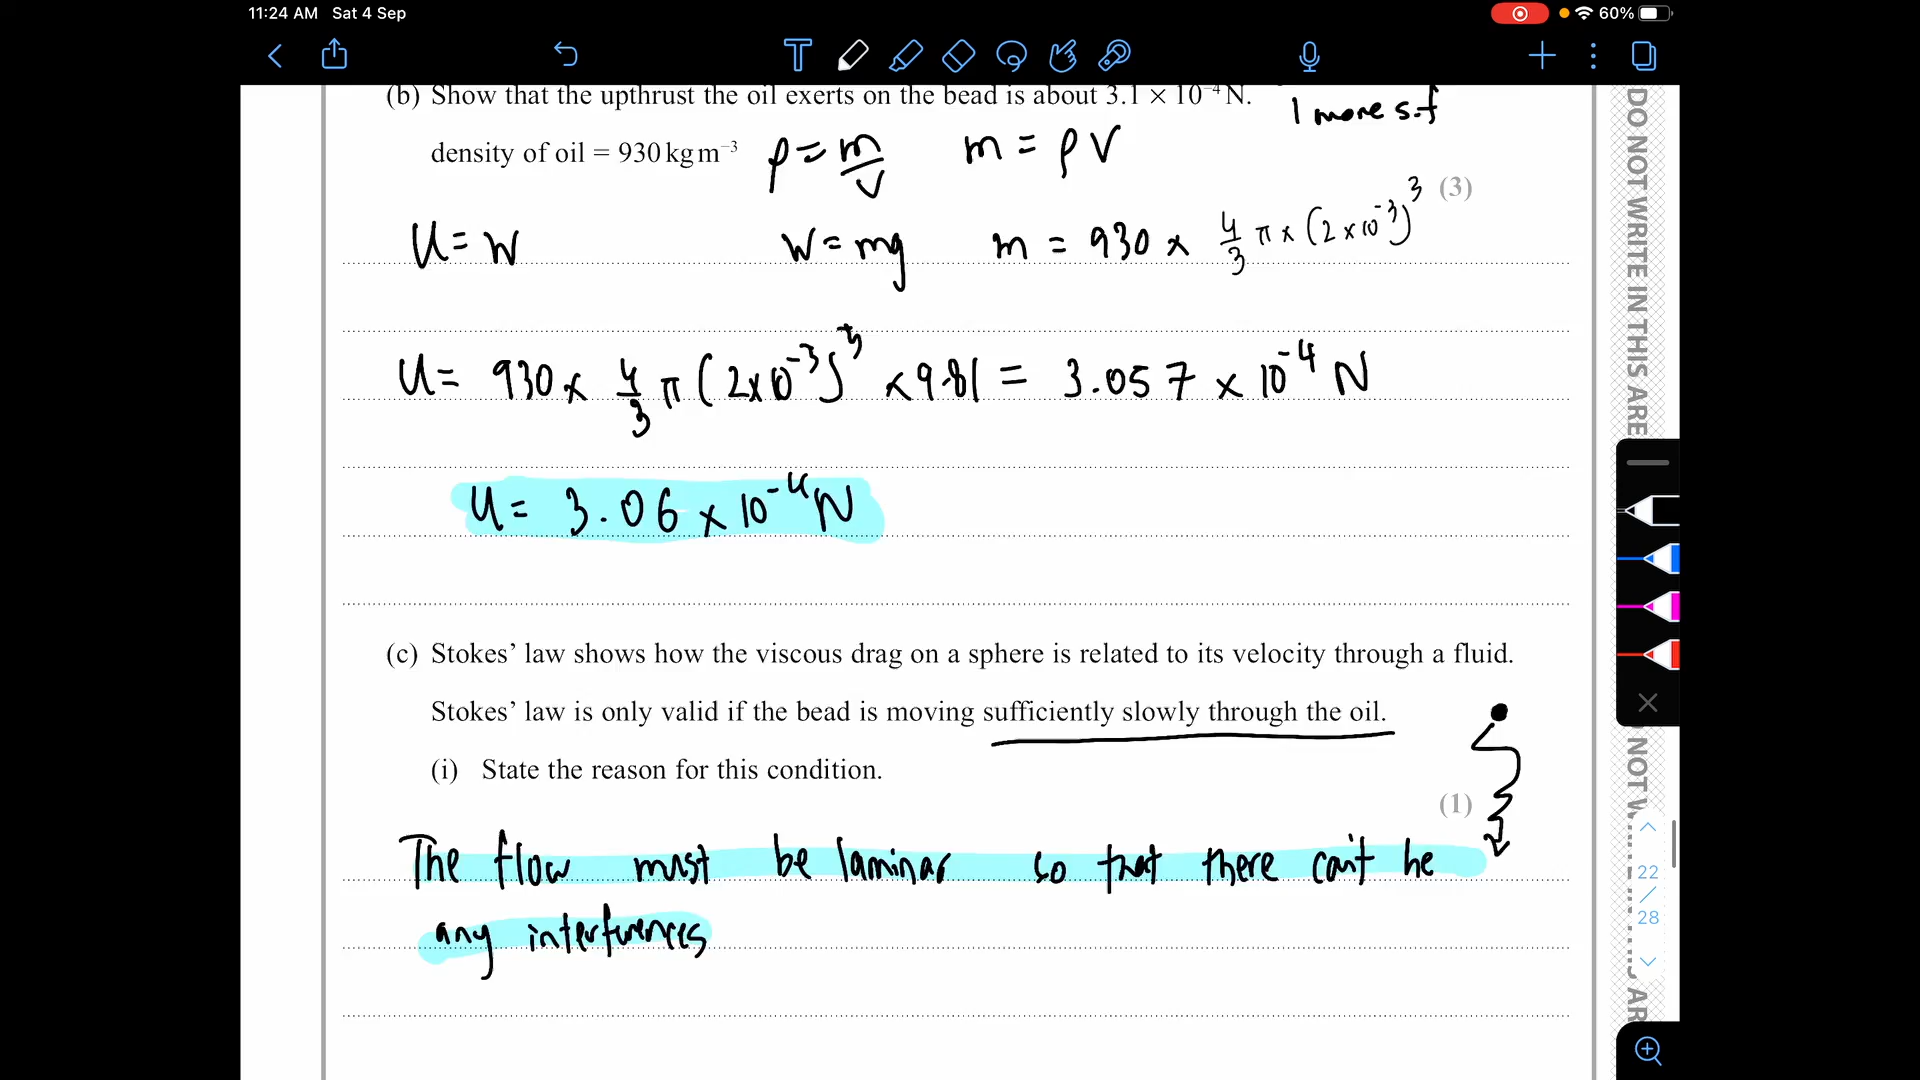 11:24 AM Sat 4 Sep
60%
(b) Show that the upthrust the oil exerts on the bead is about 3.1 × 10⁻⁴ N.
1 more s.f
density of oil = 930 kg m⁻³ ρ = m/V m = ρV
(3)
U = W W = mg m = 930 × 4/3 π × (2 × 10⁻³)³
U = 930 × 4/3 π (2×10⁻³)³ × 9.81 = 3.057 × 10⁻⁴ N
U = 3.06 × 10⁻⁴ N
(c) Stokes’ law shows how the viscous drag on a sphere is related to its velocity through a fluid.
Stokes’ law is only valid if the bead is moving sufficiently slowly through the oil.
(i) State the reason for this condition.
(1)
The flow must be laminar so that there can't be
any interferences
DO NOT WRITE IN THIS ARE
NOT W
AR
22
28